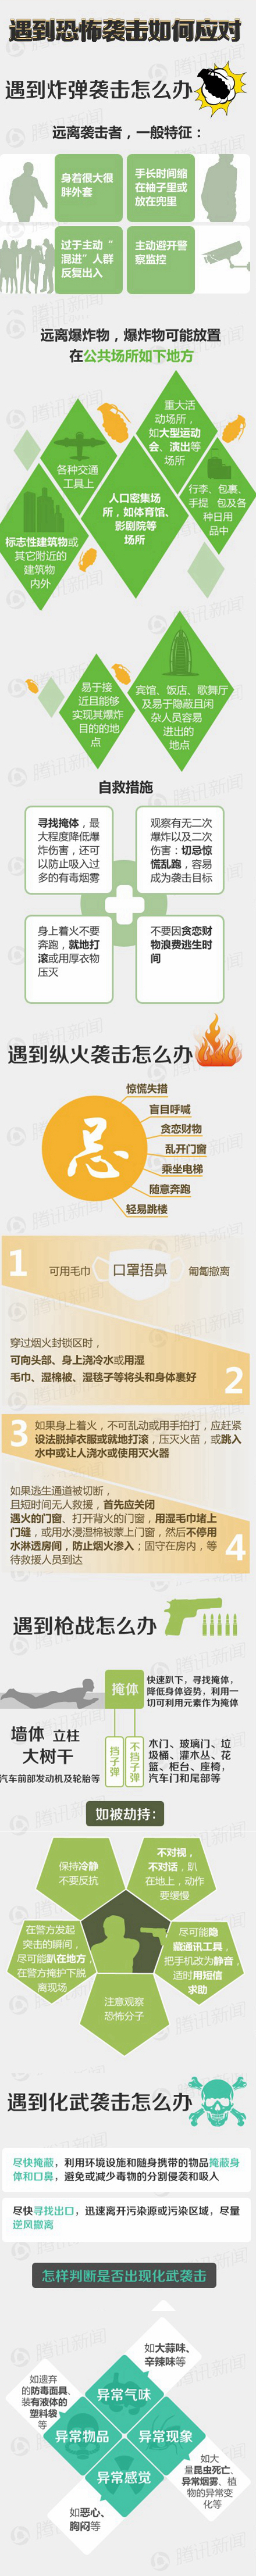 遇到恐怖袭击如何应对
遇到炸弹袭击怎么办
远离袭击者，一般特征：
身着很大很
胖外套
手长时间缩
在袖子里或
放在兜里
过于主动“
混进”人群
反复出入
主动避开警
察监控
远离爆炸物，爆炸物可能放置
在公共场所如下地方
重大活
动场所，
如大型运动
会、演出等
场所
各种交通
工具上
行李、包裹、
手提 包及各
种日用
品中
人口密集场
所，如体育馆、
影剧院等
场所
标志性建筑物或
其它附近的
建筑物
内外
易于接
近且能够
实现其爆炸
目的的地
点
宾馆、饭店、歌舞厅
及易于隐蔽且闲
杂人员容易
进出的
地点
自救措施
寻找掩体，最
大程度降低爆
炸伤害，还可
以防止吸入过
多的有毒烟雾
观察有无二次
爆炸以及二次
伤害：切忌惊
慌乱跑，容易
成为袭击目标
身上着火不要
奔跑，就地打
滚或用厚衣物
压灭
不要因贪恋财
物浪费逃生时
间
遇到纵火袭击怎么办
忌
惊慌失措
盲目呼喊
贪恋财物
乱开门窗
乘坐电梯
随意奔跑
轻易跳楼
1
可用毛巾
口罩捂鼻
匍匐撤离
穿过烟火封锁区时，
可向头部、身上浇冷水或用湿
毛巾、湿棉被、湿毯子等将头和身体裹好
2
3
如果身上着火，不可乱动或用手拍打，应赶紧
设法脱掉衣服或就地打滚，压灭火苗，或跳入
水中或让人浇水或使用灭火器
如果逃生通道被切断，
且短时间无人救援，首先应关闭
遇火的门窗、打开背火的门窗，用湿毛巾堵上
门缝，或用水浸湿棉被蒙上门窗，然后不停用
水淋透房间，防止烟火渗入；固守在房内，等
待救援人员到达
4
遇到枪战怎么办
掩体
快速趴下，寻找掩体，
降低身体姿势，利用一
切可利用元素作为掩体
墙体 立柱
大树干
汽车前部发动机及轮胎等
挡子弹
不挡子弹
木门、玻璃门、垃
圾桶、灌木丛、花
篮、柜台、座椅，
汽车门和尾部等
如被劫持：
保持冷静
不要反抗
不对视，
不对话，趴
在地上，动作
要缓慢
在警方发起
突击的瞬间，
尽可能趴在地方，
在警方掩护下脱
离现场
尽可能隐
藏通讯工具，
把手机改为静音，
适时用短信
求助
注意观察
恐怖分子
遇到化武袭击怎么办
尽快掩蔽，利用环境设施和随身携带的物品掩蔽身
体和口鼻，避免或减少毒物的分割侵袭和吸人
尽快寻找出口，迅速离开污染源或污染区域，尽量
逆风撤离
怎样判断是否出现化武袭击
如大蒜味、
辛辣味等
异常气味
如遗弃
的防毒面具、
装有液体的
塑料袋
等
异常物品
异常现象
如大
量昆虫死亡、
异常烟雾、植
物的异常变
化等
异常感觉
如恶心、
胸闷等
腾讯新闻